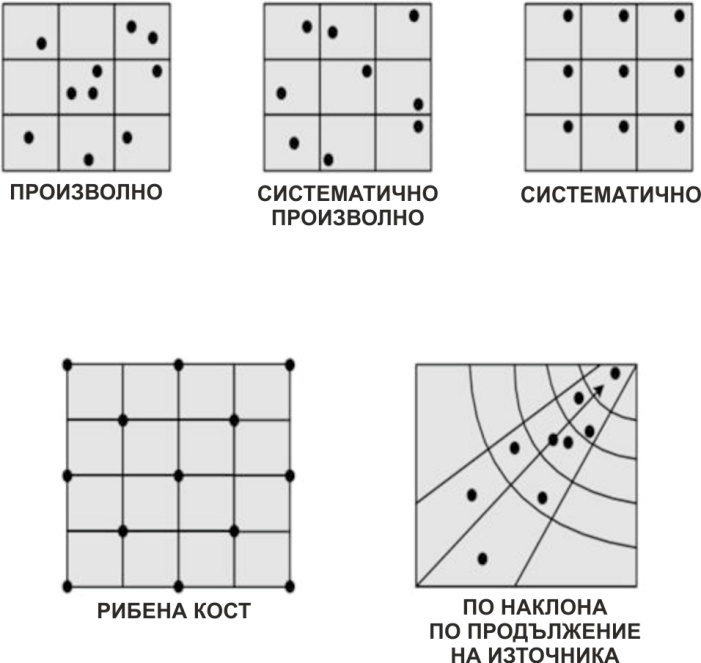 ПРОИЗВОЛНО
СИСТЕМАТИЧНО
ПРОИЗВОЛНО
СИСТЕМАТИЧНО
РИБЕНА КОСТ
ПО НАКЛОНА
ПО ПРОДЪЛЖЕНИЕ
НА ИЗТОЧНИКА